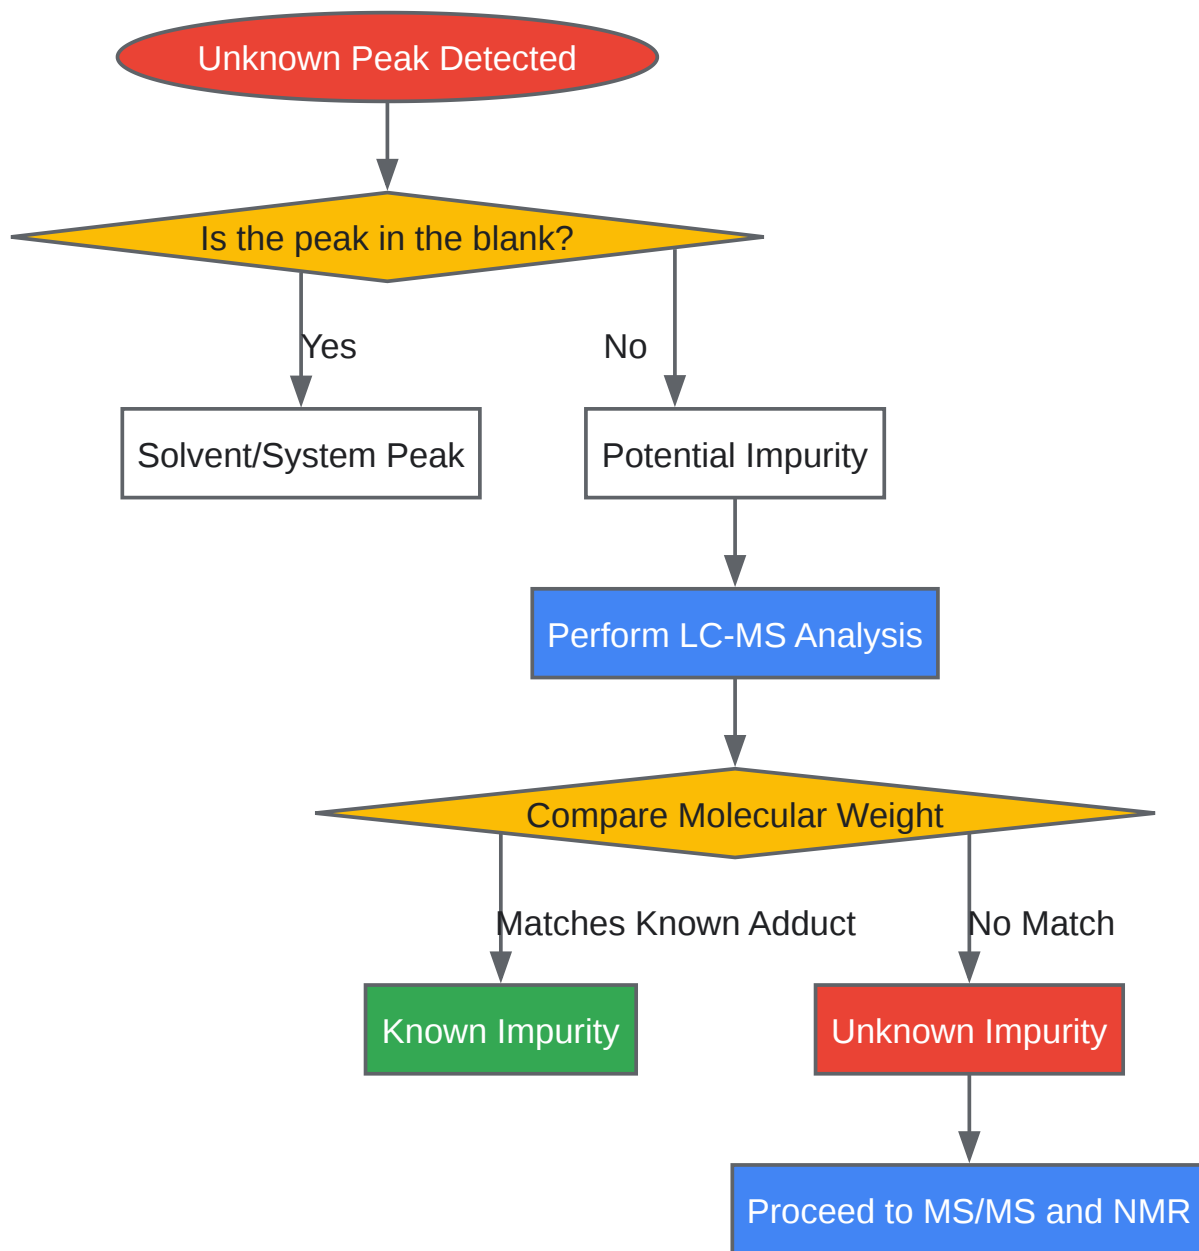 Unknown Peak Detected
Is the peak in the blank?
Yes
No
Solvent/System Peak
Potential Impurity
Perform LC-MS Analysis
Compare Molecular Weight
Matches Known Adduct
No Match
Known Impurity
Unknown Impurity
Proceed to MS/MS and NMR